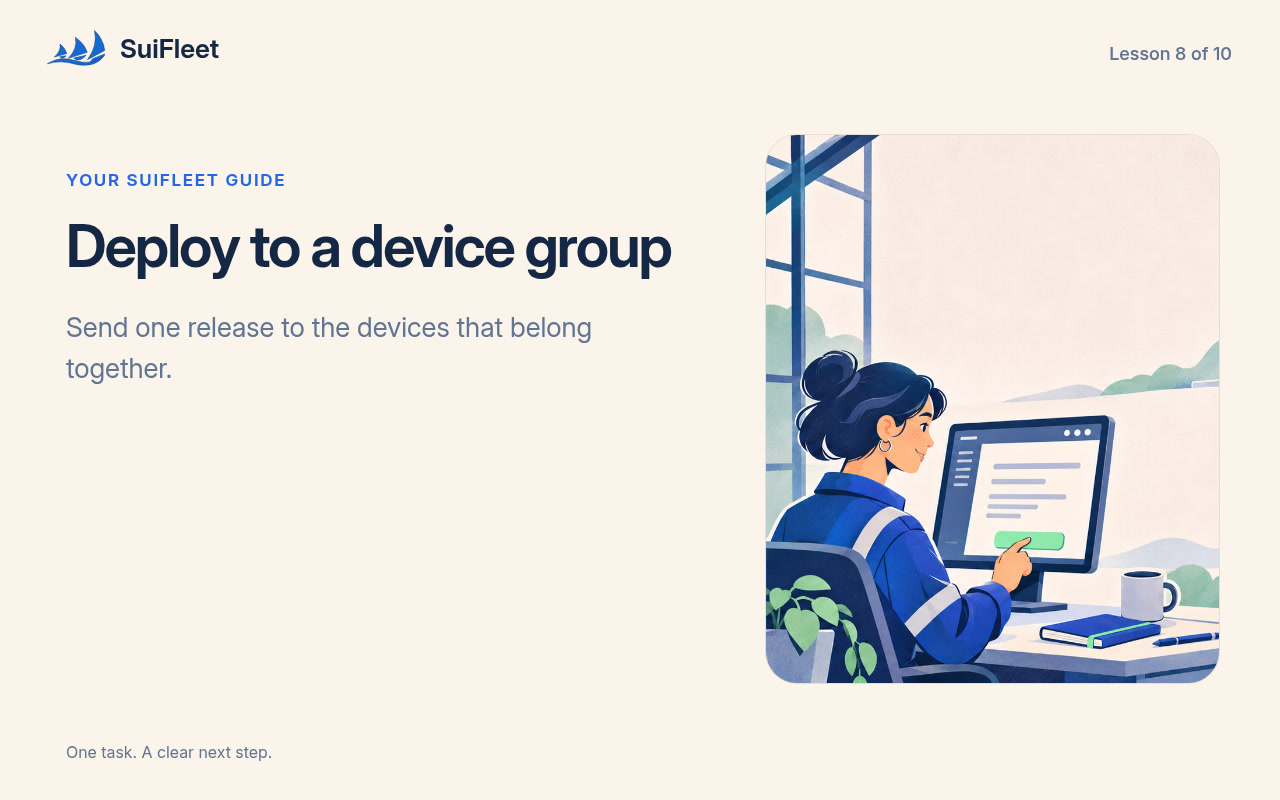 SuiFleet
Lesson 8 of 10
YOUR SUIFLEET GUIDE
Deploy to a device group
Send one release to the devices that belong
together.
One task. A clear next step.